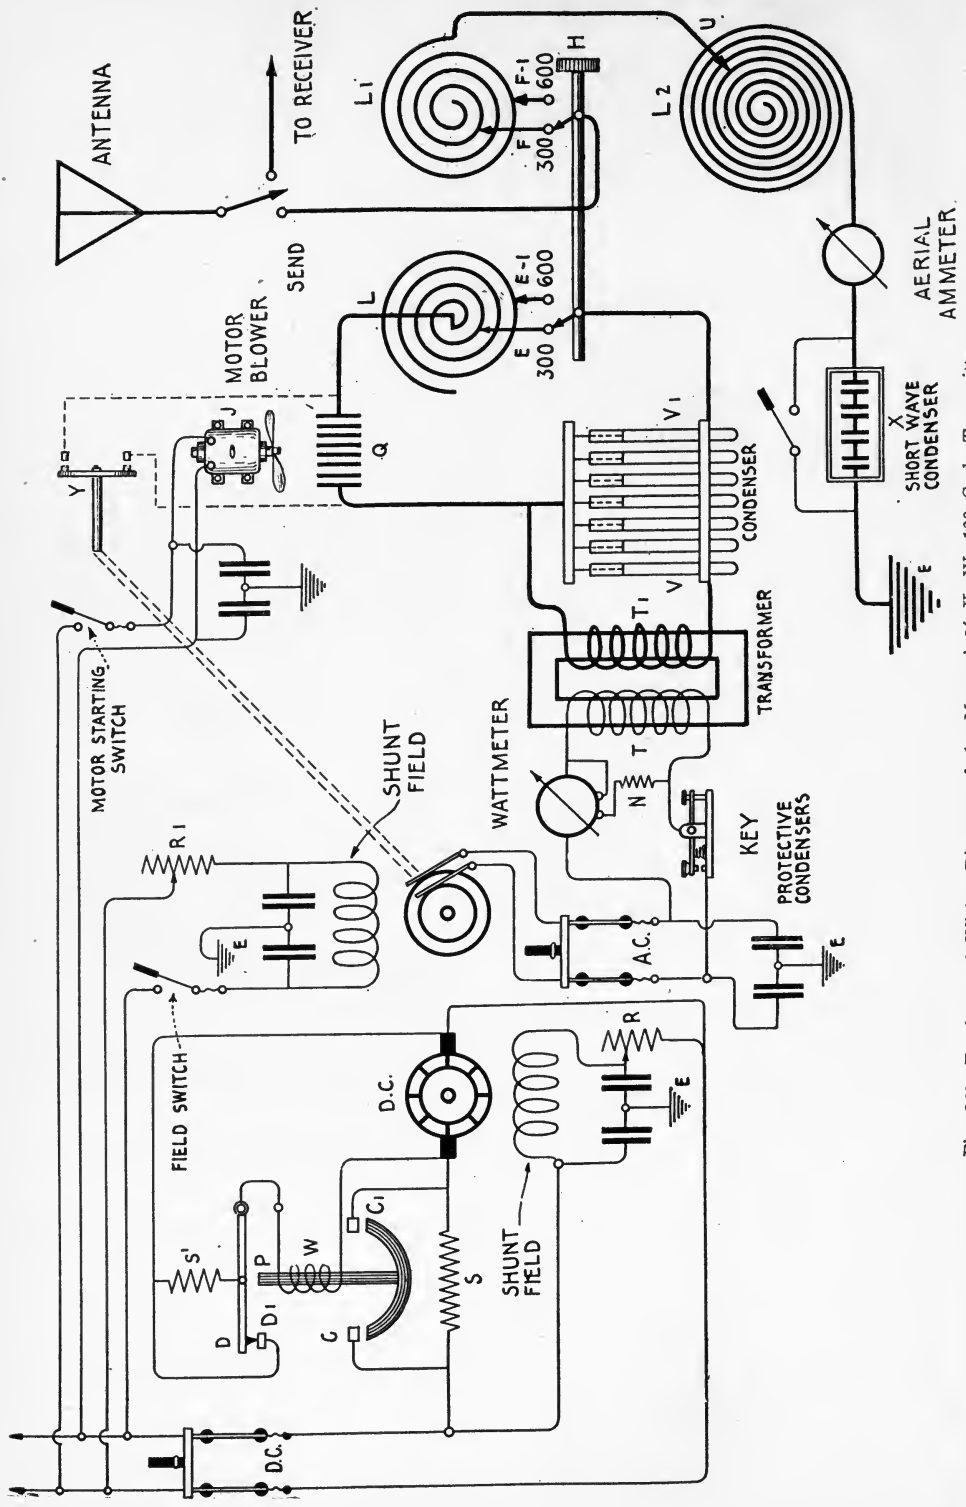 ANTENNA
TO RECEIVER
SEND
L1
F
F-1
300
600
H
U
L2
L
E
E-1
300
600
AERIAL
AMMETER
X
SHORT WAVE
CONDENSER
E
MOTOR
BLOWER
J
Y
Q
V
V1
CONDENSER
MOTOR STARTING
SWITCH
T
T1
TRANSFORMER
WATTMETER
N
KEY
PROTECTIVE
CONDENSERS
E
A.C.
SHUNT
FIELD
R1
E
FIELD SWITCH
D.C.
R
E
SHUNT
FIELD
S'
D
D1
P
W
C
C1
S
D.C.